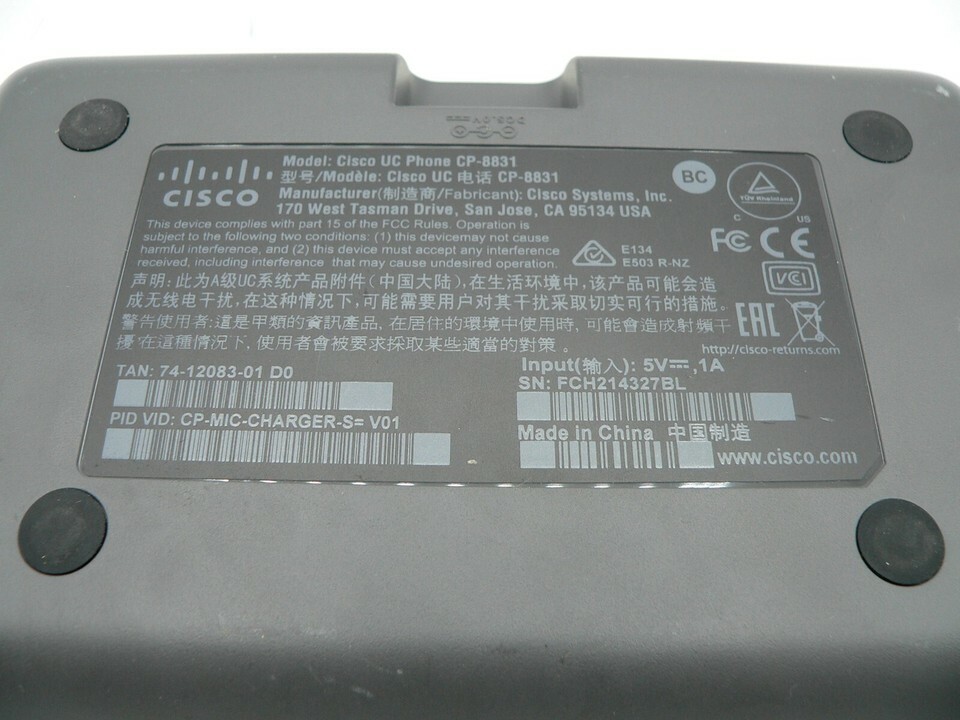 DC5.0V
Model: Cisco UC Phone CP-8831
型号/Modèle: Cisco UC 电话 CP-8831
Manufacturer(制造商/Fabricant): Cisco Systems, Inc.
170 West Tasman Drive, San Jose, CA 95134 USA
CISCO
BC
TÜV Rheinland
C US
This device complies with part 15 of the FCC Rules. Operation is
subject to the following two conditions: (1) this devicemay not cause
harmful interference, and (2) this device must accept any interference
received, including interference that may cause undesired operation.
E134
E503 R-NZ
FC CE
VCI
声明: 此为A级UC系统产品附件(中国大陆),在生活环境中,该产品可能会造
成无线电干扰,在这种情况下,可能需要用户对其干扰采取切实可行的措施。
警告使用者:這是甲類的資訊產品, 在居住的環境中使用時, 可能會造成射頻干
擾 在這種情況下, 使用者會被要求採取某些適當的對策 。
EAC
http://cisco-returns.com
TAN: 74-12083-01 D0
Input(输入): 5V⎓,1A
SN: FCH214327BL
PID VID: CP-MIC-CHARGER-S= V01
Made in China 中国制造
www.cisco.com